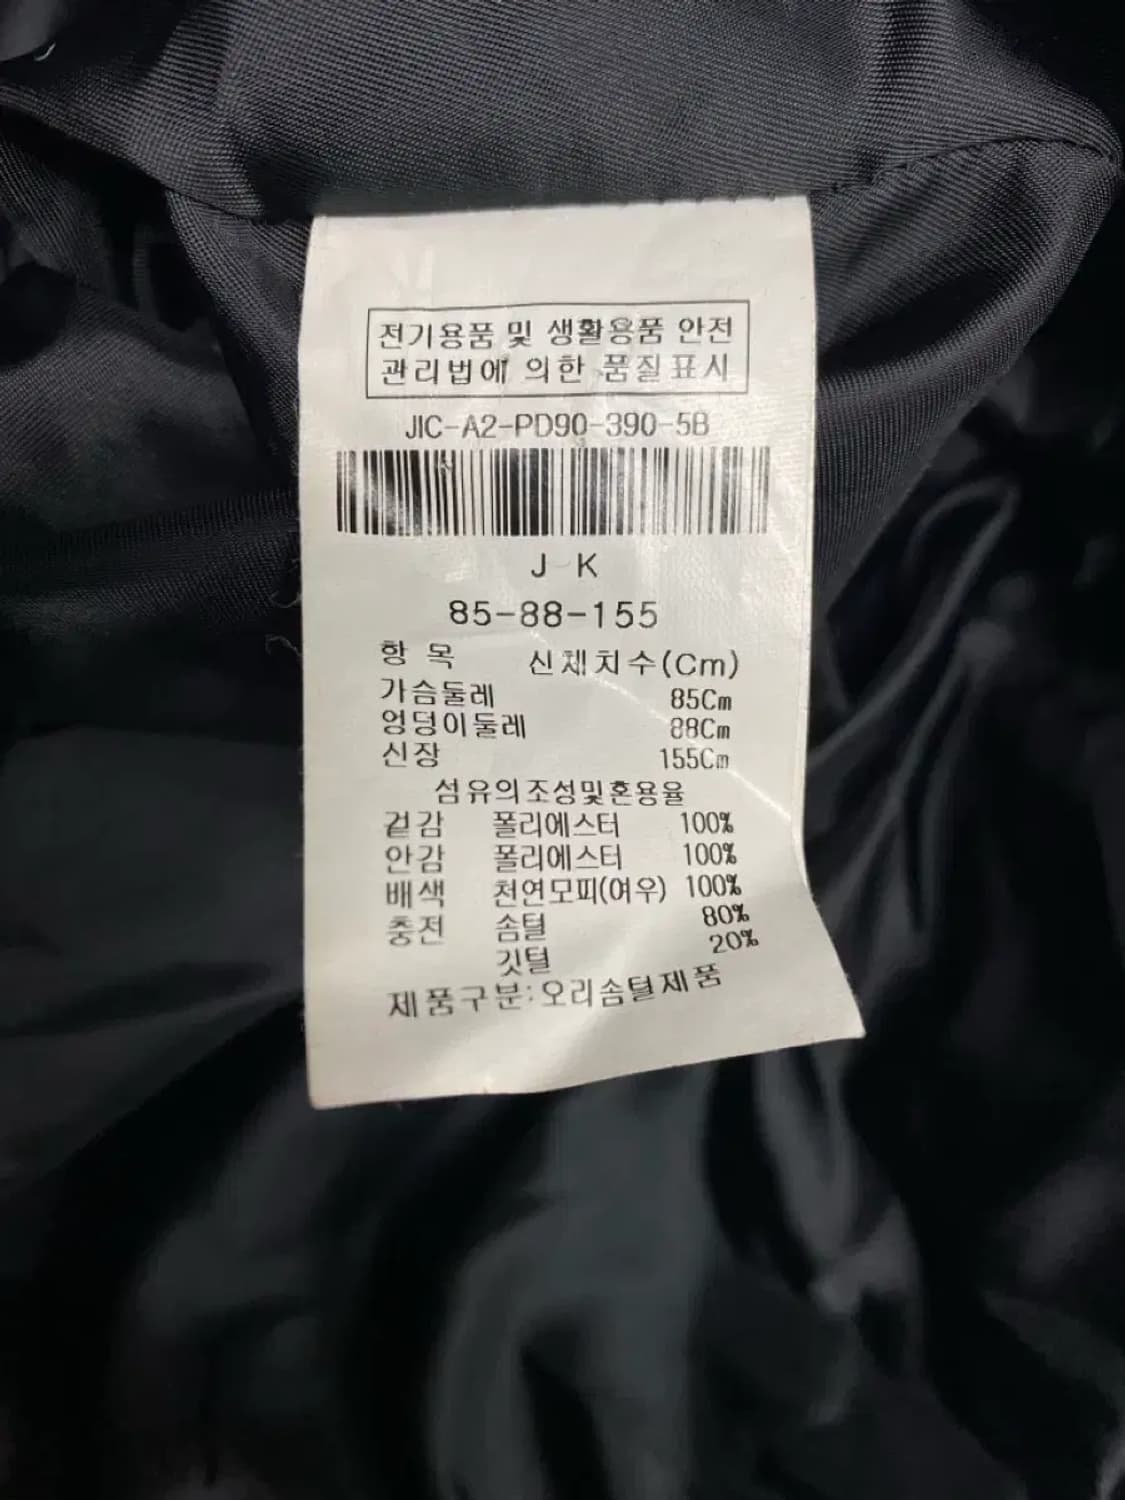 전기용품 및 생활용품 안전
관리법에 의한 품질표시
JIC-A2-PD90-390-5B
J K
85-88-155
항 목 신체치수(Cm)
가슴둘레 85Cm
엉덩이둘레 88Cm
신장 155Cm
섬유의조성및혼용율
겉감 폴리에스터 100%
안감 폴리에스터 100%
배색 천연모피(여우) 100%
충전 솜털 80%
깃털 20%
제품구분:오리솜털제품